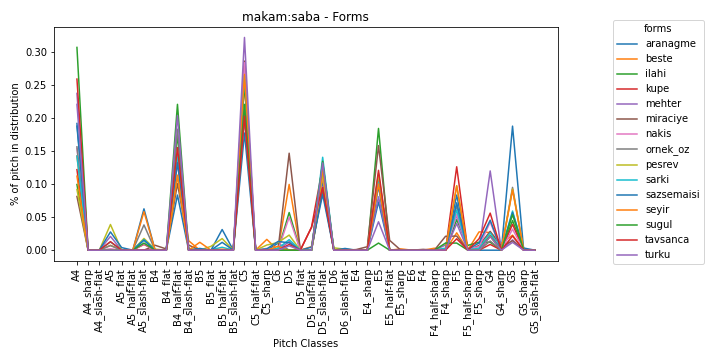 makam:saba - Forms
% of pitch in distribution
0.30
0.25
0.20
0.15
0.10
0.05
0.00
A4
A4_sharp
A4_slash-flat
A5
A5_flat
A5_half-flat
A5_slash-flat
B4
B4_flat
B4_half-flat
B4_slash-flat
B5
B5_flat
B5_half-flat
B5_slash-flat
C5
C5_half-flat
C5_sharp
C6
D5
D5_flat
D5_half-flat
D5_slash-flat
D6
D6_slash-flat
E4
E4_sharp
E5
E5_half-flat
E5_sharp
E6
F4
F4_half-sharp
F4_sharp
F5
F5_half-sharp
F5_sharp
G4
G4_sharp
G5
G5_sharp
G5_slash-flat
Pitch Classes
forms
aranagme
beste
ilahi
kupe
mehter
miraciye
nakis
ornek_oz
pesrev
sarki
sazsemaisi
seyir
sugul
tavsanca
turku